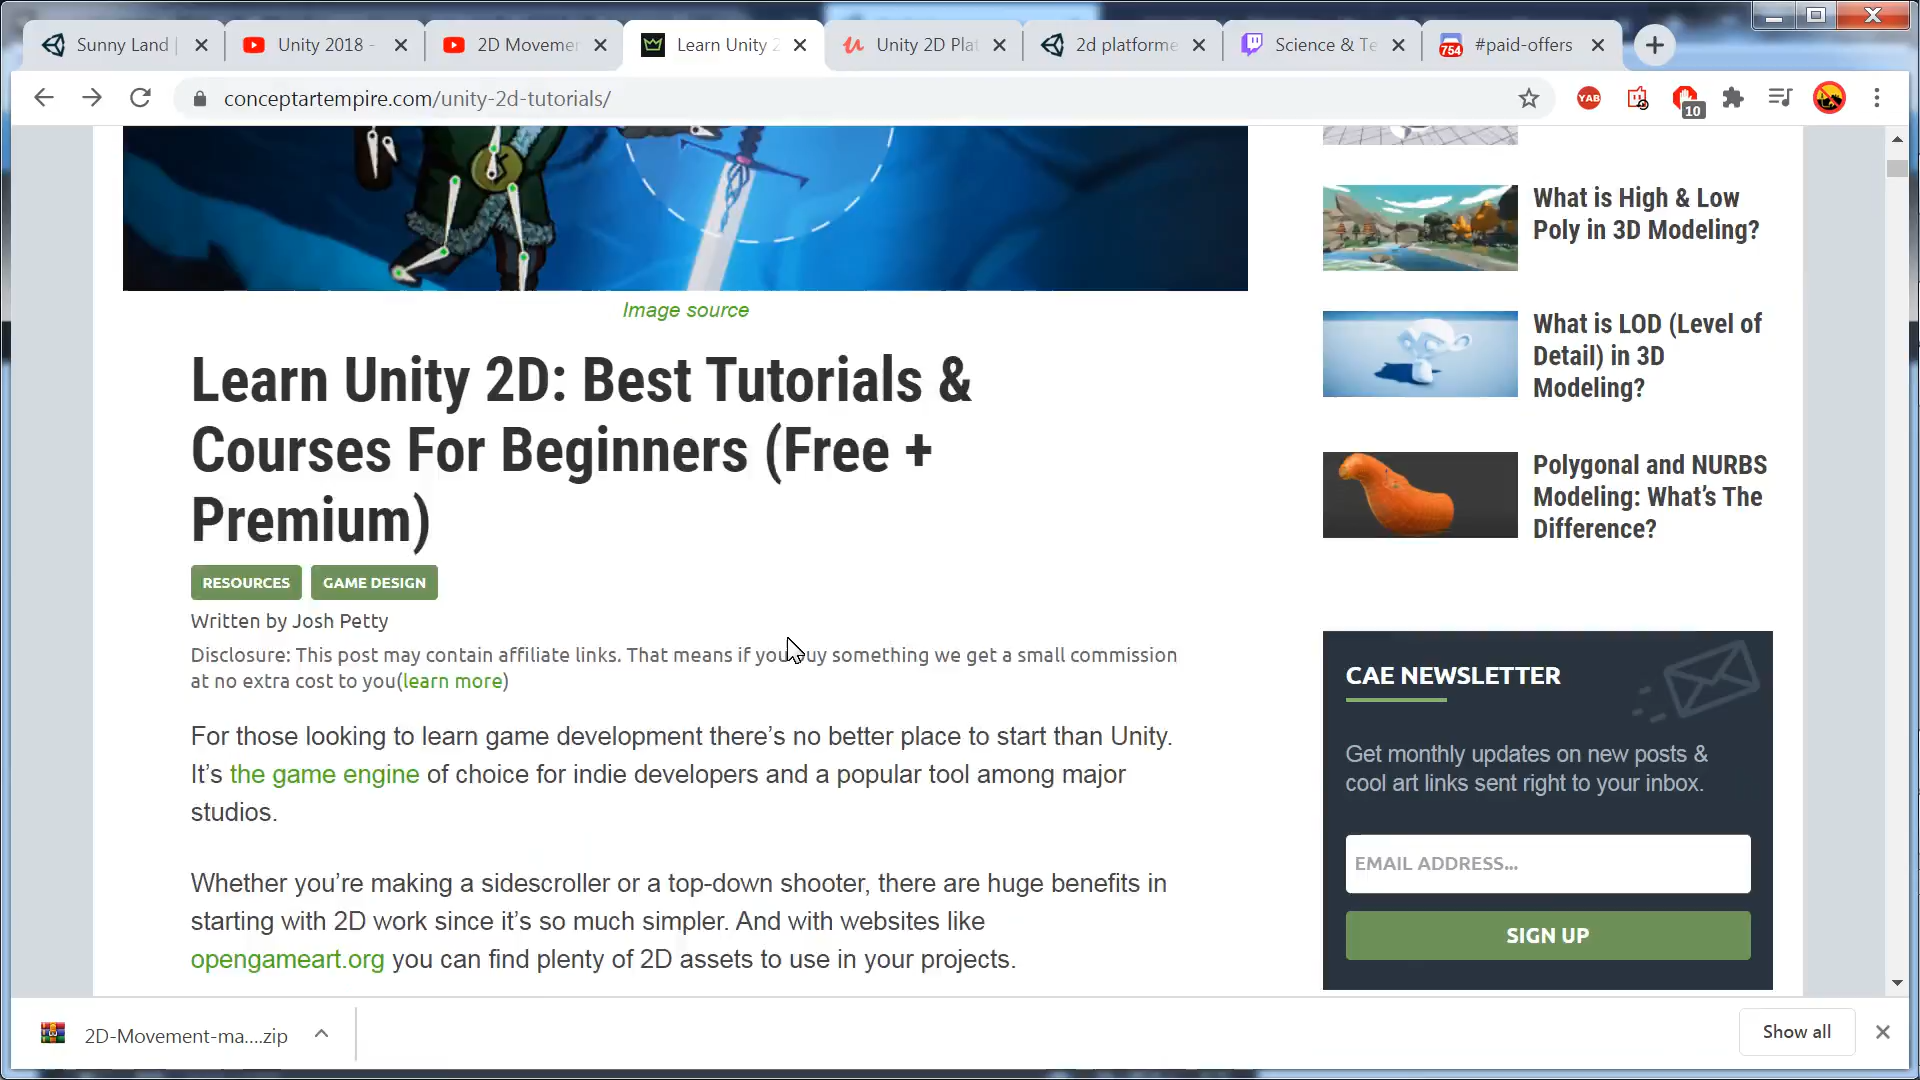 Sunny Land |
Unity 2018 -
2D Movemen
Learn Unity 2
Unity 2D Plat
2d platforme
Science & Te
754
#paid-offers
conceptartempire.com/unity-2d-tutorials/
YAB
10
Image source
Learn Unity 2D: Best Tutorials &
Courses For Beginners (Free +
Premium)
RESOURCES
GAME DESIGN
Written by Josh Petty
Disclosure: This post may contain affiliate links. That means if you buy something we get a small commission
at no extra cost to you(learn more)
For those looking to learn game development there's no better place to start than Unity.
It's the game engine of choice for indie developers and a popular tool among major
studios.
Whether you're making a sidescroller or a top-down shooter, there are huge benefits in
starting with 2D work since it's so much simpler. And with websites like
opengameart.org you can find plenty of 2D assets to use in your projects.
What is High & Low
Poly in 3D Modeling?
What is LOD (Level of
Detail) in 3D
Modeling?
Polygonal and NURBS
Modeling: What's The
Difference?
CAE NEWSLETTER
Get monthly updates on new posts &
cool art links sent right to your inbox.
EMAIL ADDRESS...
SIGN UP
2D-Movement-ma....zip
Show all